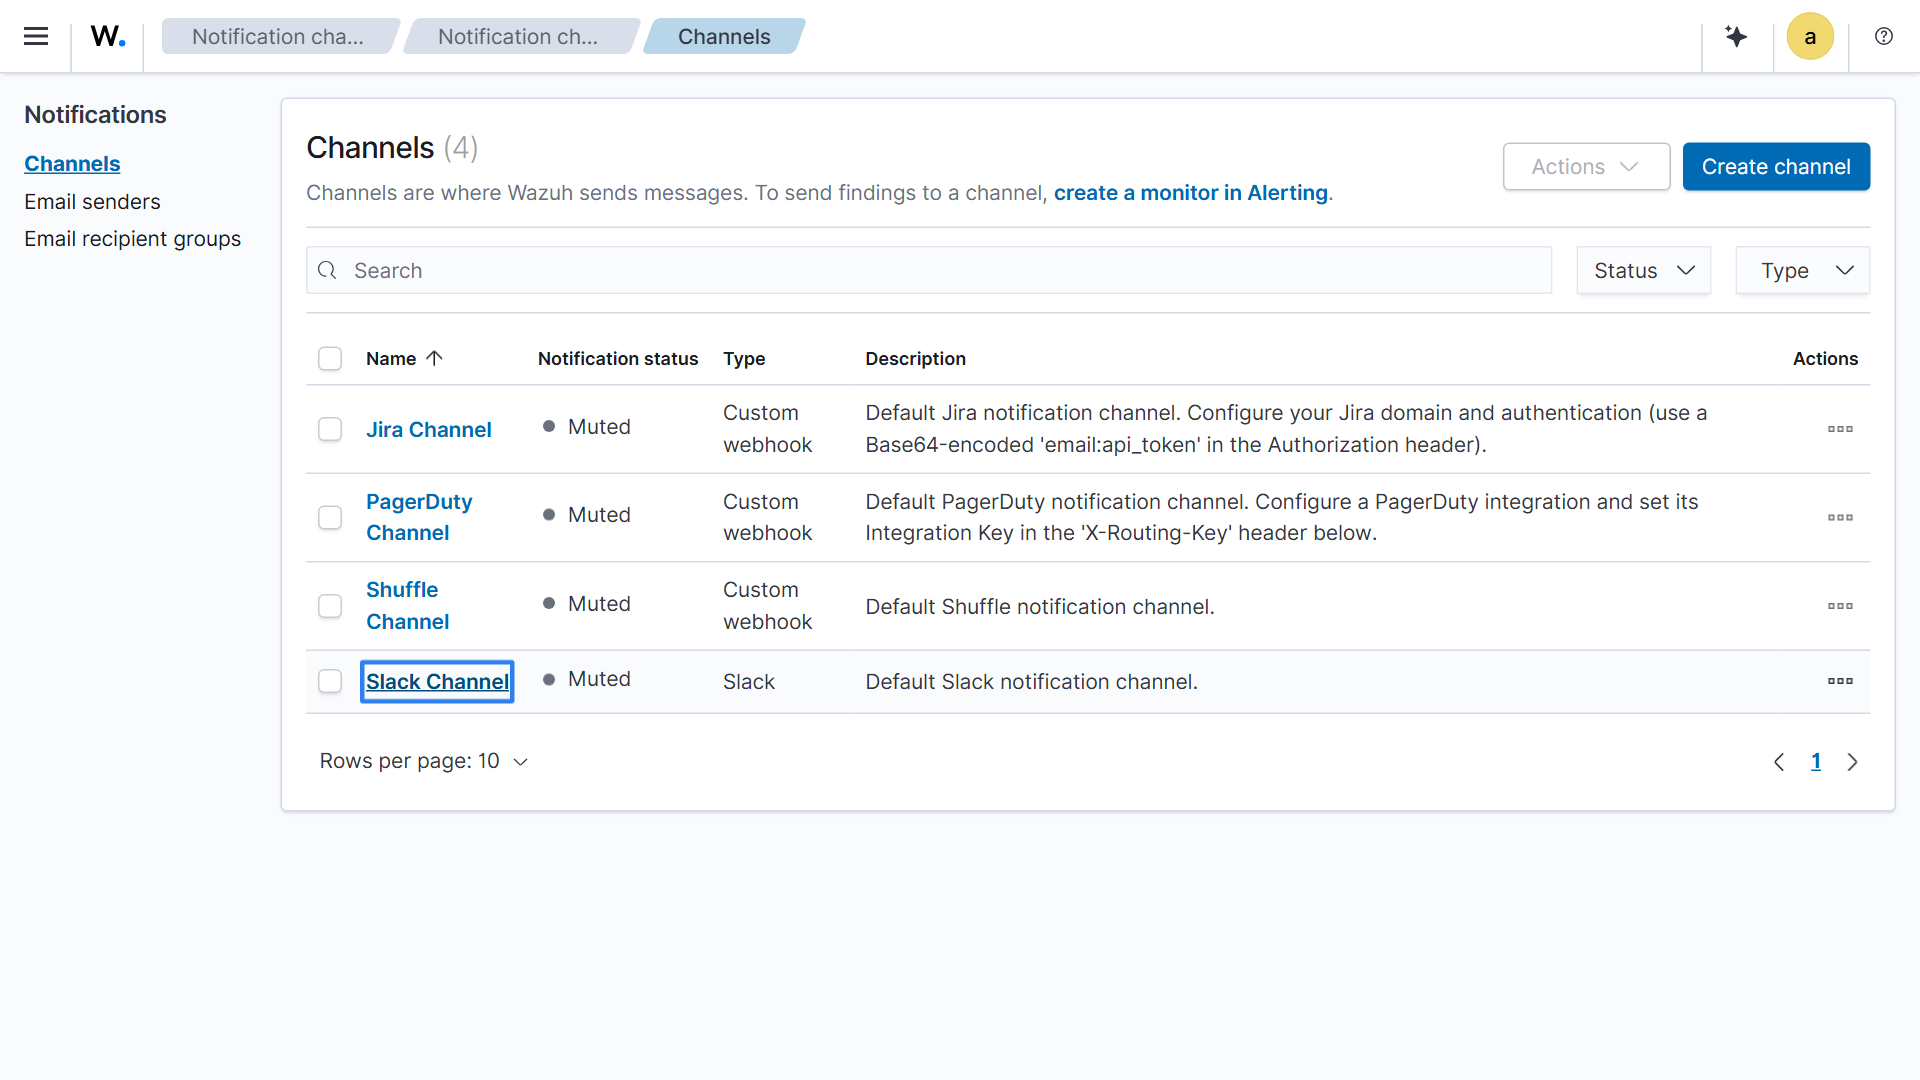 W.
Notification cha...
Notification ch...
Channels
a
Notifications
Channels
Email senders
Email recipient groups
Channels (4)
Channels are where Wazuh sends messages. To send findings to a channel, create a monitor in Alerting.
Actions
Create channel
Search
Status
Type
Name
Notification status
Type
Description
Actions
Jira Channel
Muted
Custom
webhook
Default Jira notification channel. Configure your Jira domain and authentication (use a
Base64-encoded 'email:api_token' in the Authorization header).
PagerDuty
Channel
Muted
Custom
webhook
Default PagerDuty notification channel. Configure a PagerDuty integration and set its
Integration Key in the 'X-Routing-Key' header below.
Shuffle
Channel
Muted
Custom
webhook
Default Shuffle notification channel.
Slack Channel
Muted
Slack
Default Slack notification channel.
Rows per page: 10
1